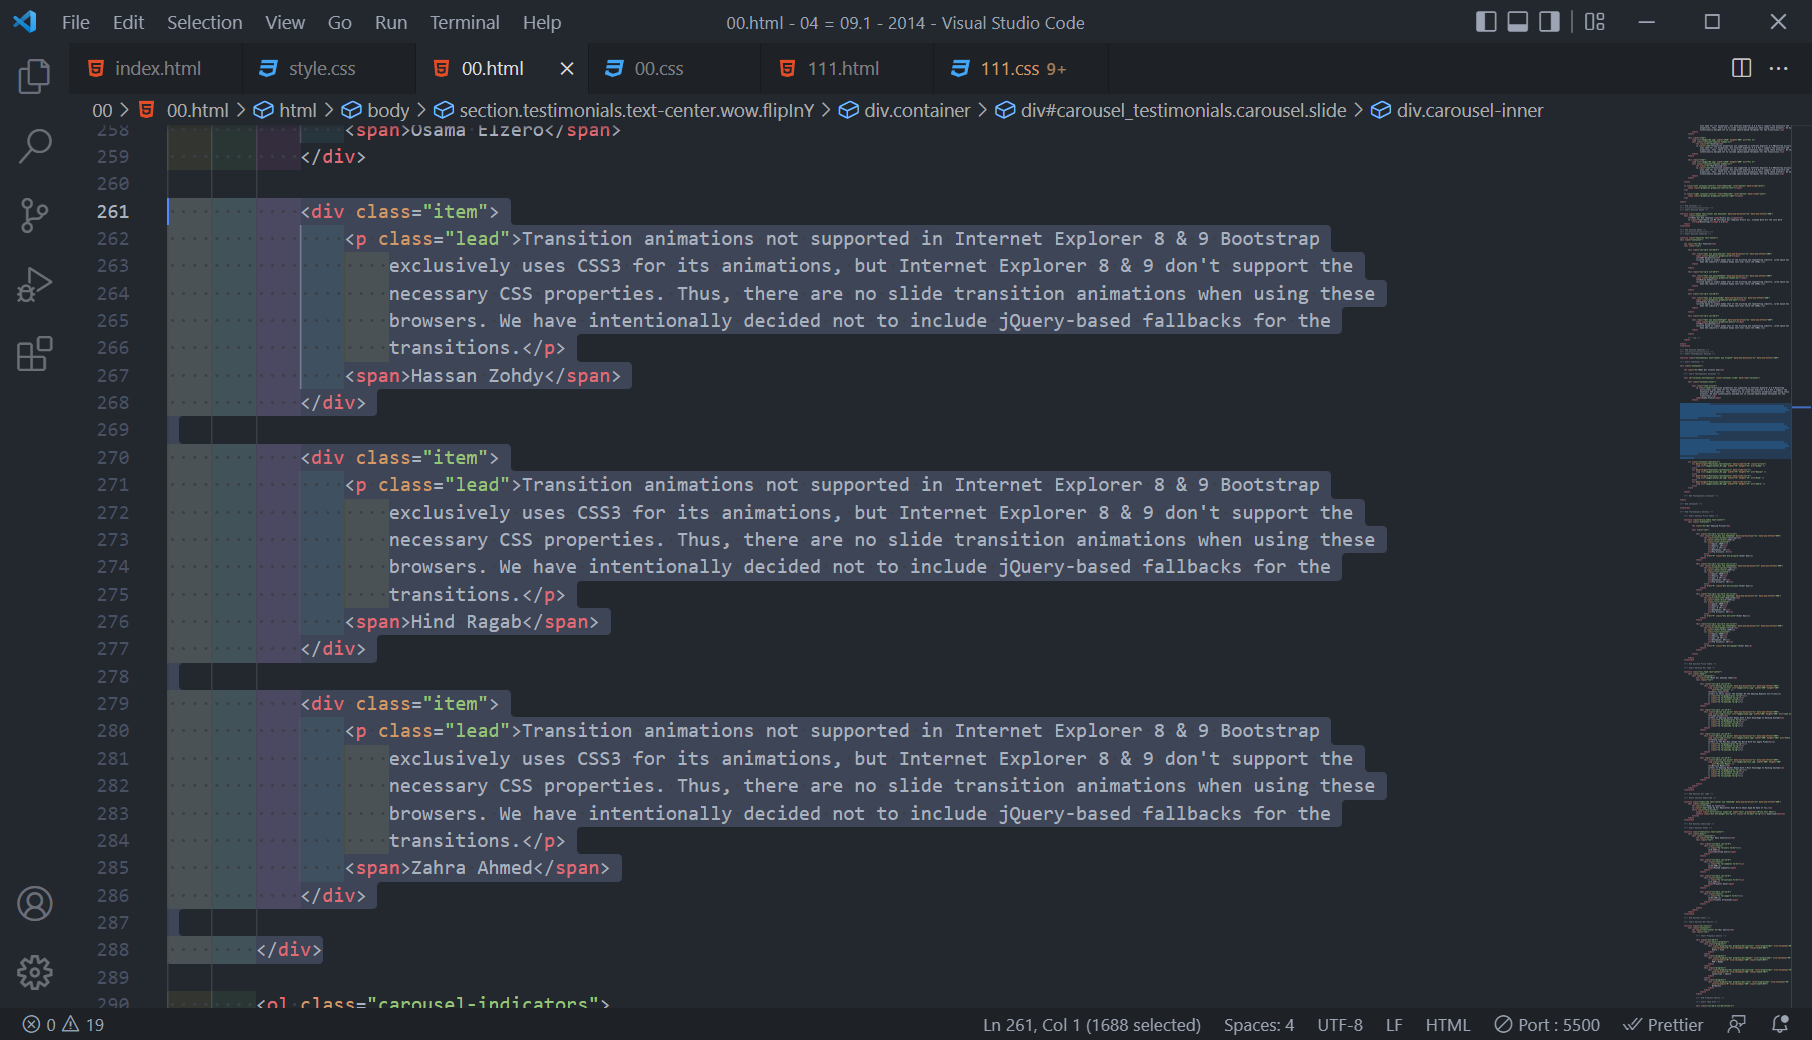 File Edit Selection View Go Run Terminal Help 00.html - 04 = 09.1 - 2014 - Visual Studio Code
index.html style.css 00.html 00.css 111.html 111.css 9+
00 > 00.html > html > body > section.testimonials.text-center.wow.flipInY > div.container > div#carousel_testimonials.carousel.slide > div.carousel-inner
258 <span>Osama Elzero</span>
259 </div>
260
261 <div class="item">
262 <p class="lead">Transition animations not supported in Internet Explorer 8 & 9 Bootstrap
263 exclusively uses CSS3 for its animations, but Internet Explorer 8 & 9 don't support the
264 necessary CSS properties. Thus, there are no slide transition animations when using these
265 browsers. We have intentionally decided not to include jQuery-based fallbacks for the
266 transitions.</p>
267 <span>Hassan Zohdy</span>
268 </div>
269
270 <div class="item">
271 <p class="lead">Transition animations not supported in Internet Explorer 8 & 9 Bootstrap
272 exclusively uses CSS3 for its animations, but Internet Explorer 8 & 9 don't support the
273 necessary CSS properties. Thus, there are no slide transition animations when using these
274 browsers. We have intentionally decided not to include jQuery-based fallbacks for the
275 transitions.</p>
276 <span>Hind Ragab</span>
277 </div>
278
279 <div class="item">
280 <p class="lead">Transition animations not supported in Internet Explorer 8 & 9 Bootstrap
281 exclusively uses CSS3 for its animations, but Internet Explorer 8 & 9 don't support the
282 necessary CSS properties. Thus, there are no slide transition animations when using these
283 browsers. We have intentionally decided not to include jQuery-based fallbacks for the
284 transitions.</p>
285 <span>Zahra Ahmed</span>
286 </div>
287
288 </div>
289
290 <ol class="carousel-indicators">
0 19 Ln 261, Col 1 (1688 selected) Spaces: 4 UTF-8 LF HTML Port : 5500 Prettier